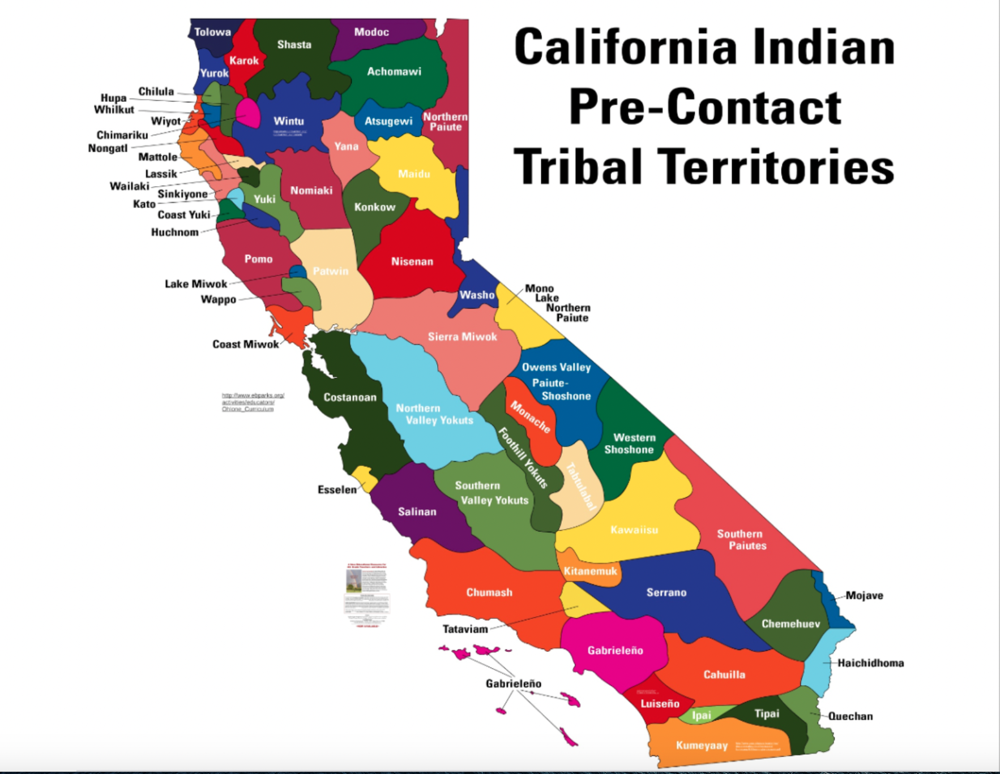 California Indian
Pre-Contact
Tribal Territories
Tolowa
Karok
Shasta
Modoc
Achomawi
Yurok
Chilula
Hupa
Whilkut
Wiyot
Chimariku
Nongatl
Mattole
Lassik
Wailaki
Sinkiyone
Kato
Coast Yuki
Huchnom
Wintu
Atsugewi
Northern
Paiute
Yana
Maidu
Nomiaki
Yuki
Konkow
Pomo
Patwin
Nisenan
Lake Miwok
Wappo
Washo
Mono
Lake
Northern
Paiute
Coast Miwok
Sierra Miwok
Owens Valley
Paiute-
Shoshone
http://www.ebparks.org/
activities/educators/
Ohlone_Curriculum
Costanoan
Northern
Valley Yokuts
Monache
Foothill Yokuts
Western
Shoshone
Tabtulabal
Esselen
Southern
Valley Yokuts
Salinan
Kawaiisu
Southern
Paiutes
Kitanemuk
Chumash
Serrano
Mojave
Chemehuev
Tataviam
Gabrieleño
Haichidhoma
Cahuilla
Gabrieleño
Luiseño
Ipai
Tipai
Quechan
Kumeyaay